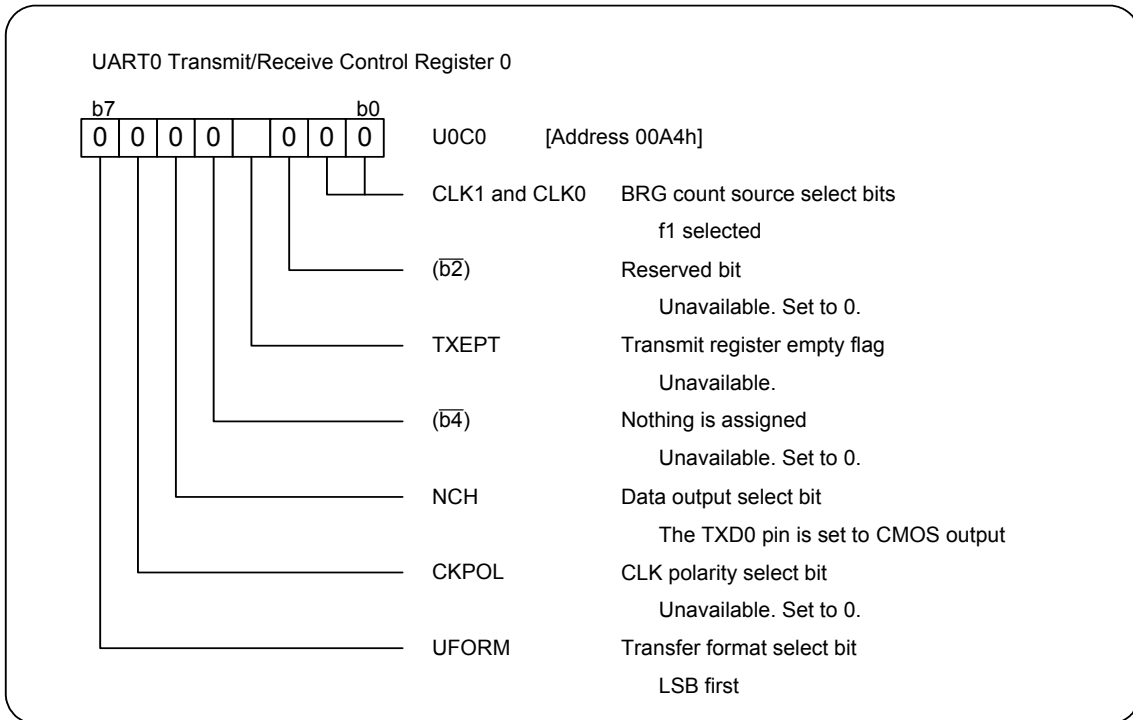 UART0 Transmit/Receive Control Register 0
b7 b0
0 0 0 0 0 0 0 U0C0 [Address 00A4h]
CLK1 and CLK0 BRG count source select bits
f1 selected
(b2) Reserved bit
Unavailable. Set to 0.
TXEPT Transmit register empty flag
Unavailable.
(b4) Nothing is assigned
Unavailable. Set to 0.
NCH Data output select bit
The TXD0 pin is set to CMOS output
CKPOL CLK polarity select bit
Unavailable. Set to 0.
UFORM Transfer format select bit
LSB first